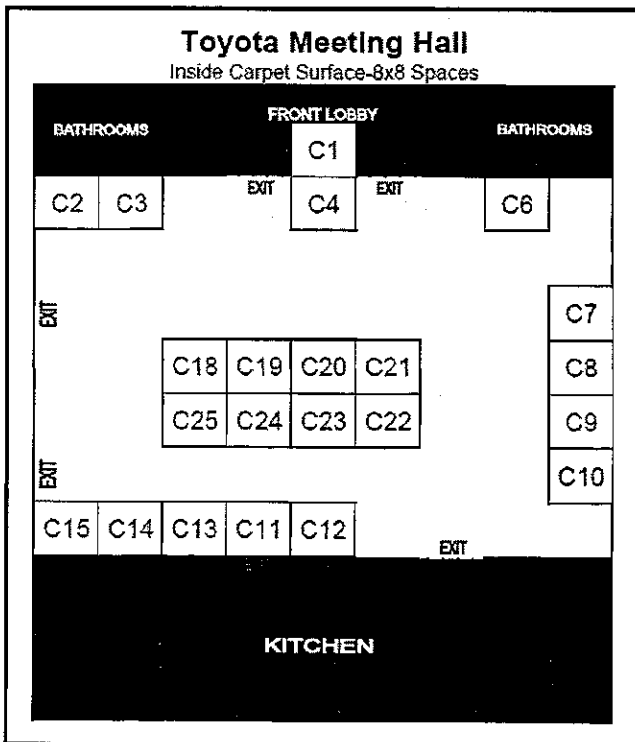 Toyota Meeting Hall
Inside Carpet Surface-8x8 Spaces
FRONT LOBBY
BATHROOMS
BATHROOMS
C1
EXIT
EXIT
C2 C3 C4 C6
EXIT
C7
C18 C19 C20 C21 C8
C25 C24 C23 C22 C9
EXIT
C10
C15 C14 C13 C11 C12
EXIT
KITCHEN